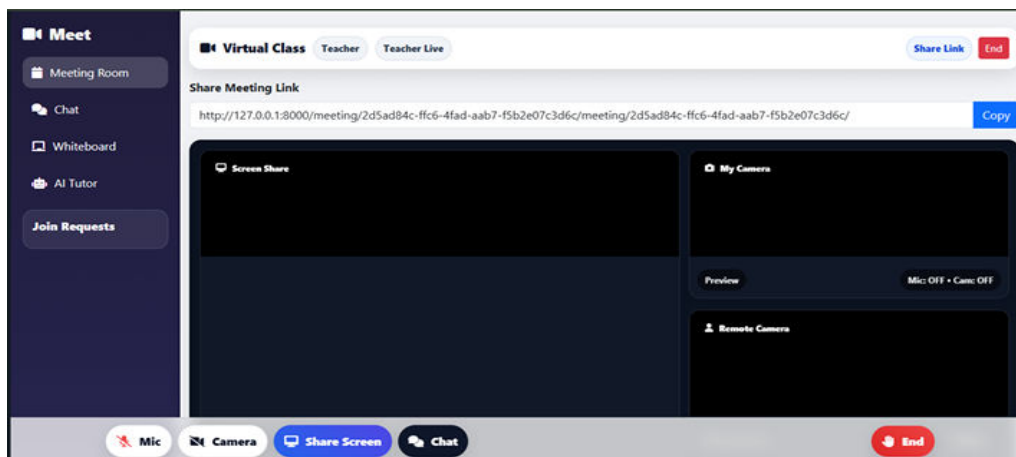 Meet
Meeting Room
Chat
Whiteboard
AI Tutor
Join Requests
Virtual Class Teacher Teacher Live Share Link End
Share Meeting Link
http://127.0.0.1:8000/meeting/2d5ad84c-ffc6-4fad-aab7-f5b2e07c3d6c/meeting/2d5ad84c-ffc6-4fad-aab7-f5b2e07c3d6c/ Copy
Screen Share
My Camera
Preview Mic: OFF • Cam: OFF
Remote Camera
Mic Camera Share Screen Chat End